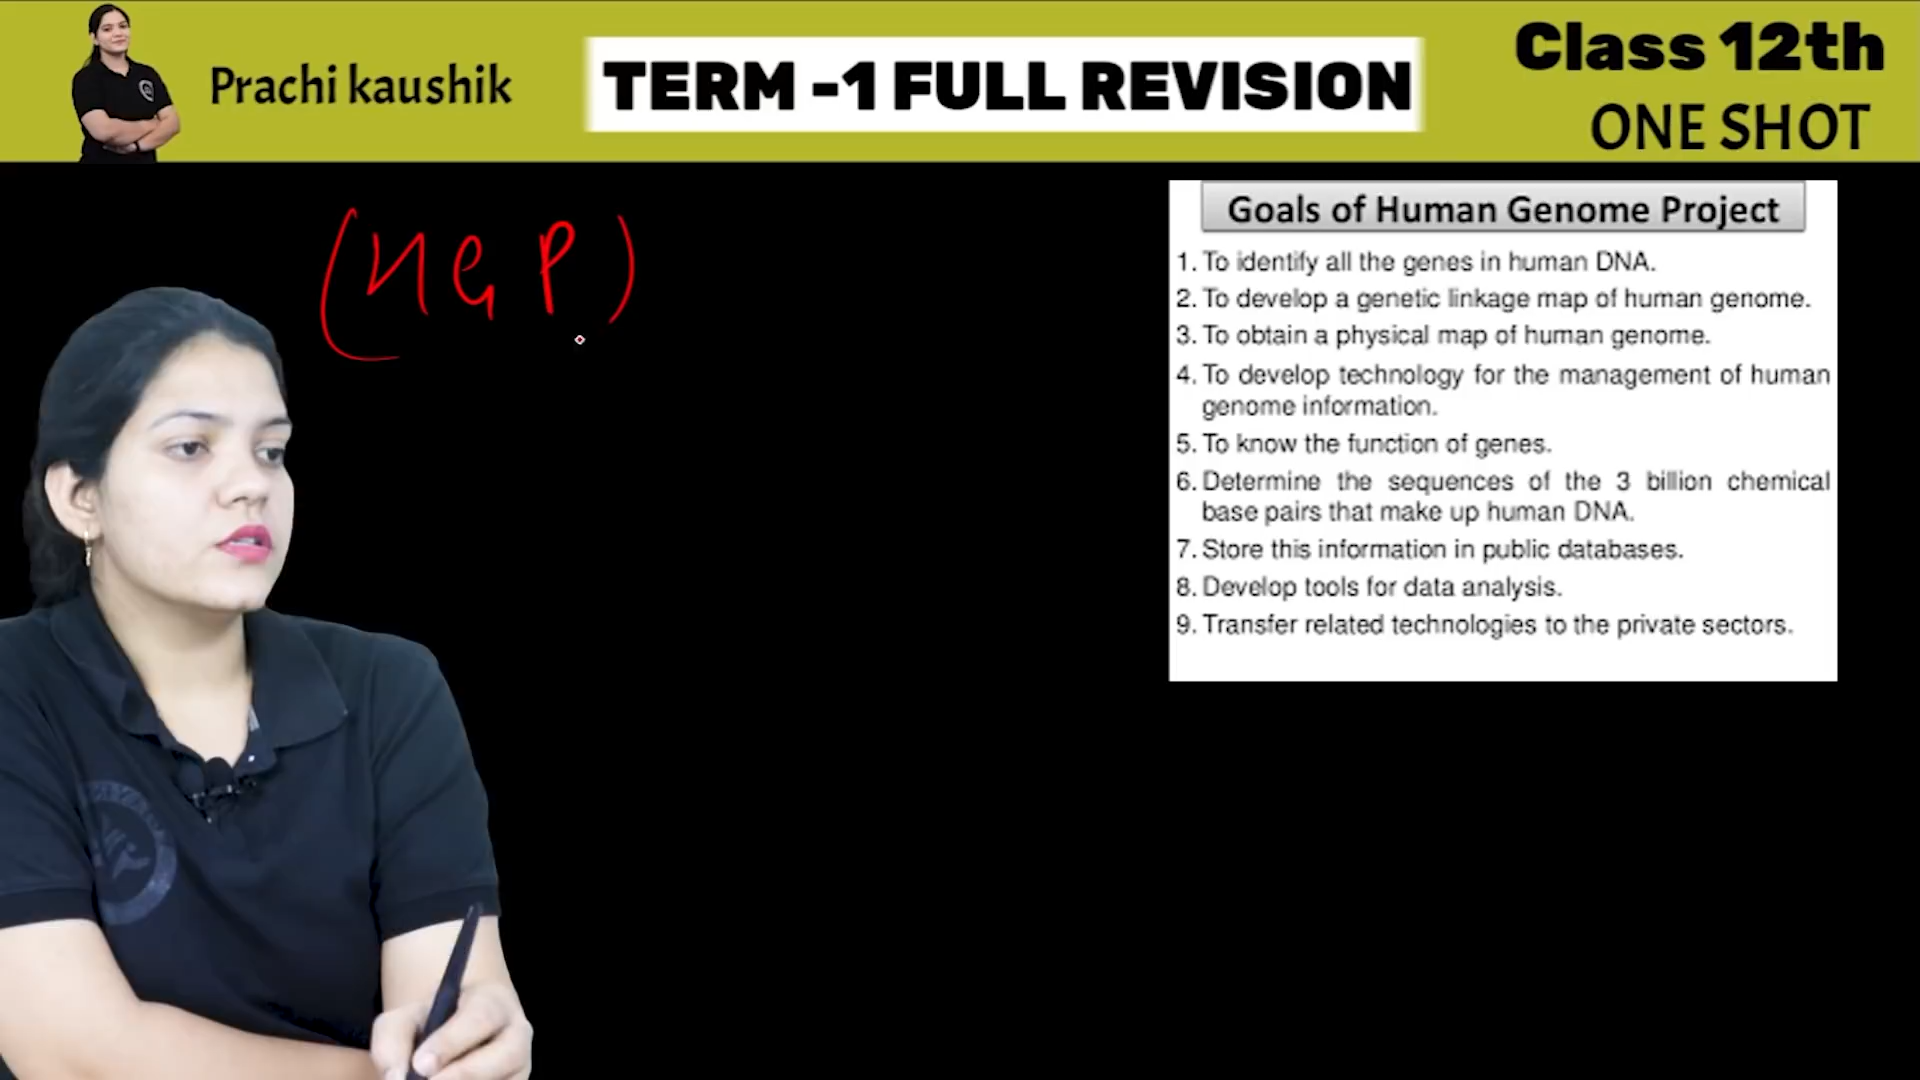 Prachi kaushik
TERM -1 FULL REVISION
Class 12th
ONE SHOT
(HGP)
Goals of Human Genome Project
1. To identify all the genes in human DNA.
2. To develop a genetic linkage map of human genome.
3. To obtain a physical map of human genome.
4. To develop technology for the management of human
genome information.
5. To know the function of genes.
6. Determine the sequences of the 3 billion chemical
base pairs that make up human DNA.
7. Store this information in public databases.
8. Develop tools for data analysis.
9. Transfer related technologies to the private sectors.